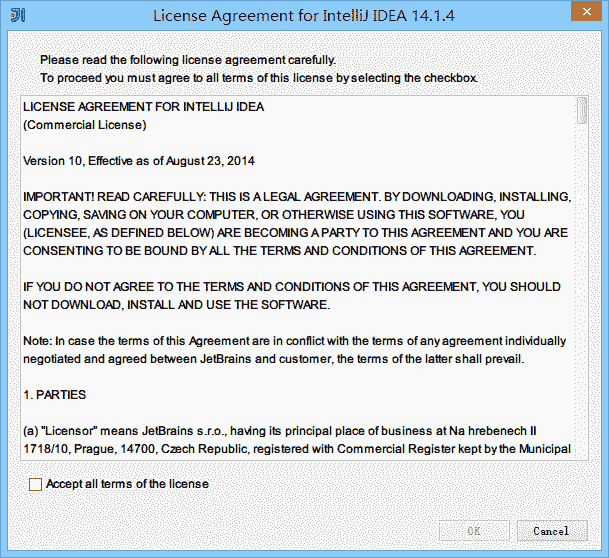 License Agreement for IntelliJ IDEA 14.1.4
Please read the following license agreement carefully.
To proceed you must agree to all terms of this license by selecting the checkbox.
LICENSE AGREEMENT FOR INTELLIJ IDEA
(Commercial License)
Version 10, Effective as of August 23, 2014
IMPORTANT! READ CAREFULLY: THIS IS A LEGAL AGREEMENT. BY DOWNLOADING, INSTALLING,
COPYING, SAVING ON YOUR COMPUTER, OR OTHERWISE USING THIS SOFTWARE, YOU
(LICENSEE, AS DEFINED BELOW) ARE BECOMING A PARTY TO THIS AGREEMENT AND YOU ARE
CONSENTING TO BE BOUND BY ALL THE TERMS AND CONDITIONS OF THIS AGREEMENT.
IF YOU DO NOT AGREE TO THE TERMS AND CONDITIONS OF THIS AGREEMENT, YOU SHOULD
NOT DOWNLOAD, INSTALL AND USE THE SOFTWARE.
Note: In case the terms of this Agreement are in conflict with the terms of any agreement individually
negotiated and agreed between JetBrains and customer, the terms of the latter shall prevail.
1. PARTIES
(a) "Licensor" means JetBrains s.r.o., having its principal place of business at Na hrebenech II
1718/10, Prague, 14700, Czech Republic, registered with Commercial Register kept by the Municipal
Accept all terms of the license
OK
Cancel